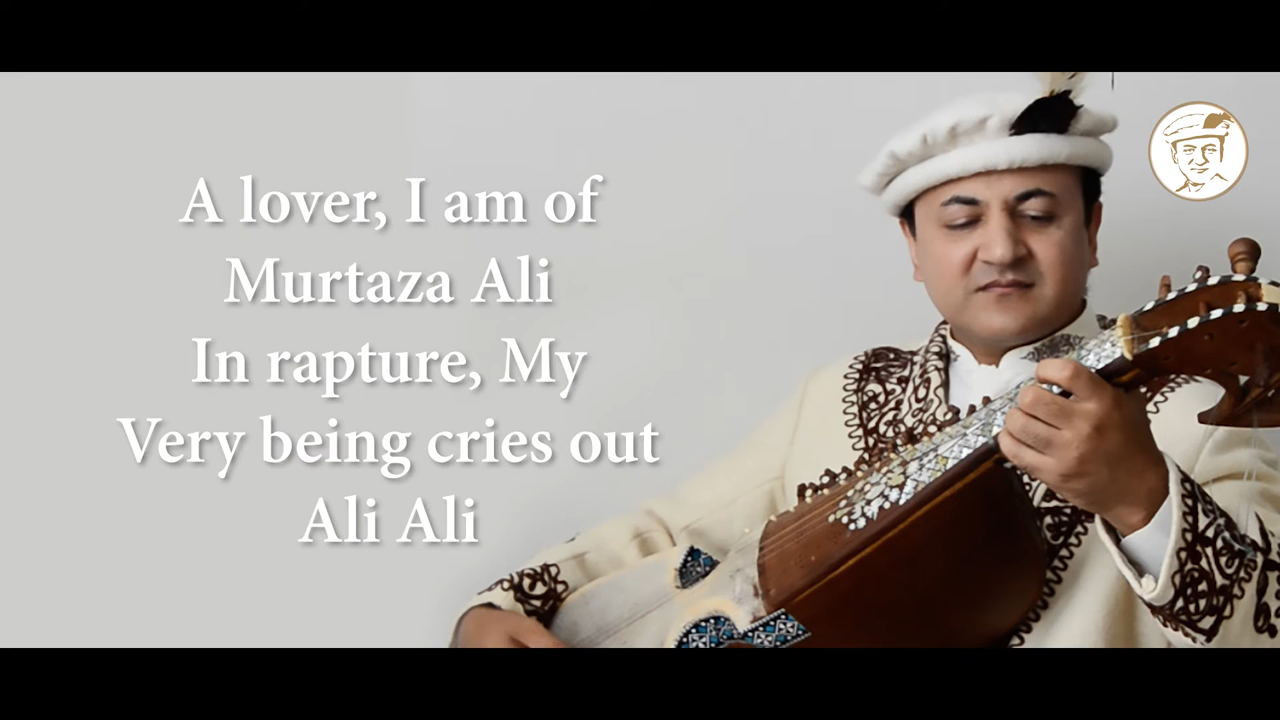 A lover, I am of
Murtaza Ali
In rapture, My
Very being cries out
Ali Ali